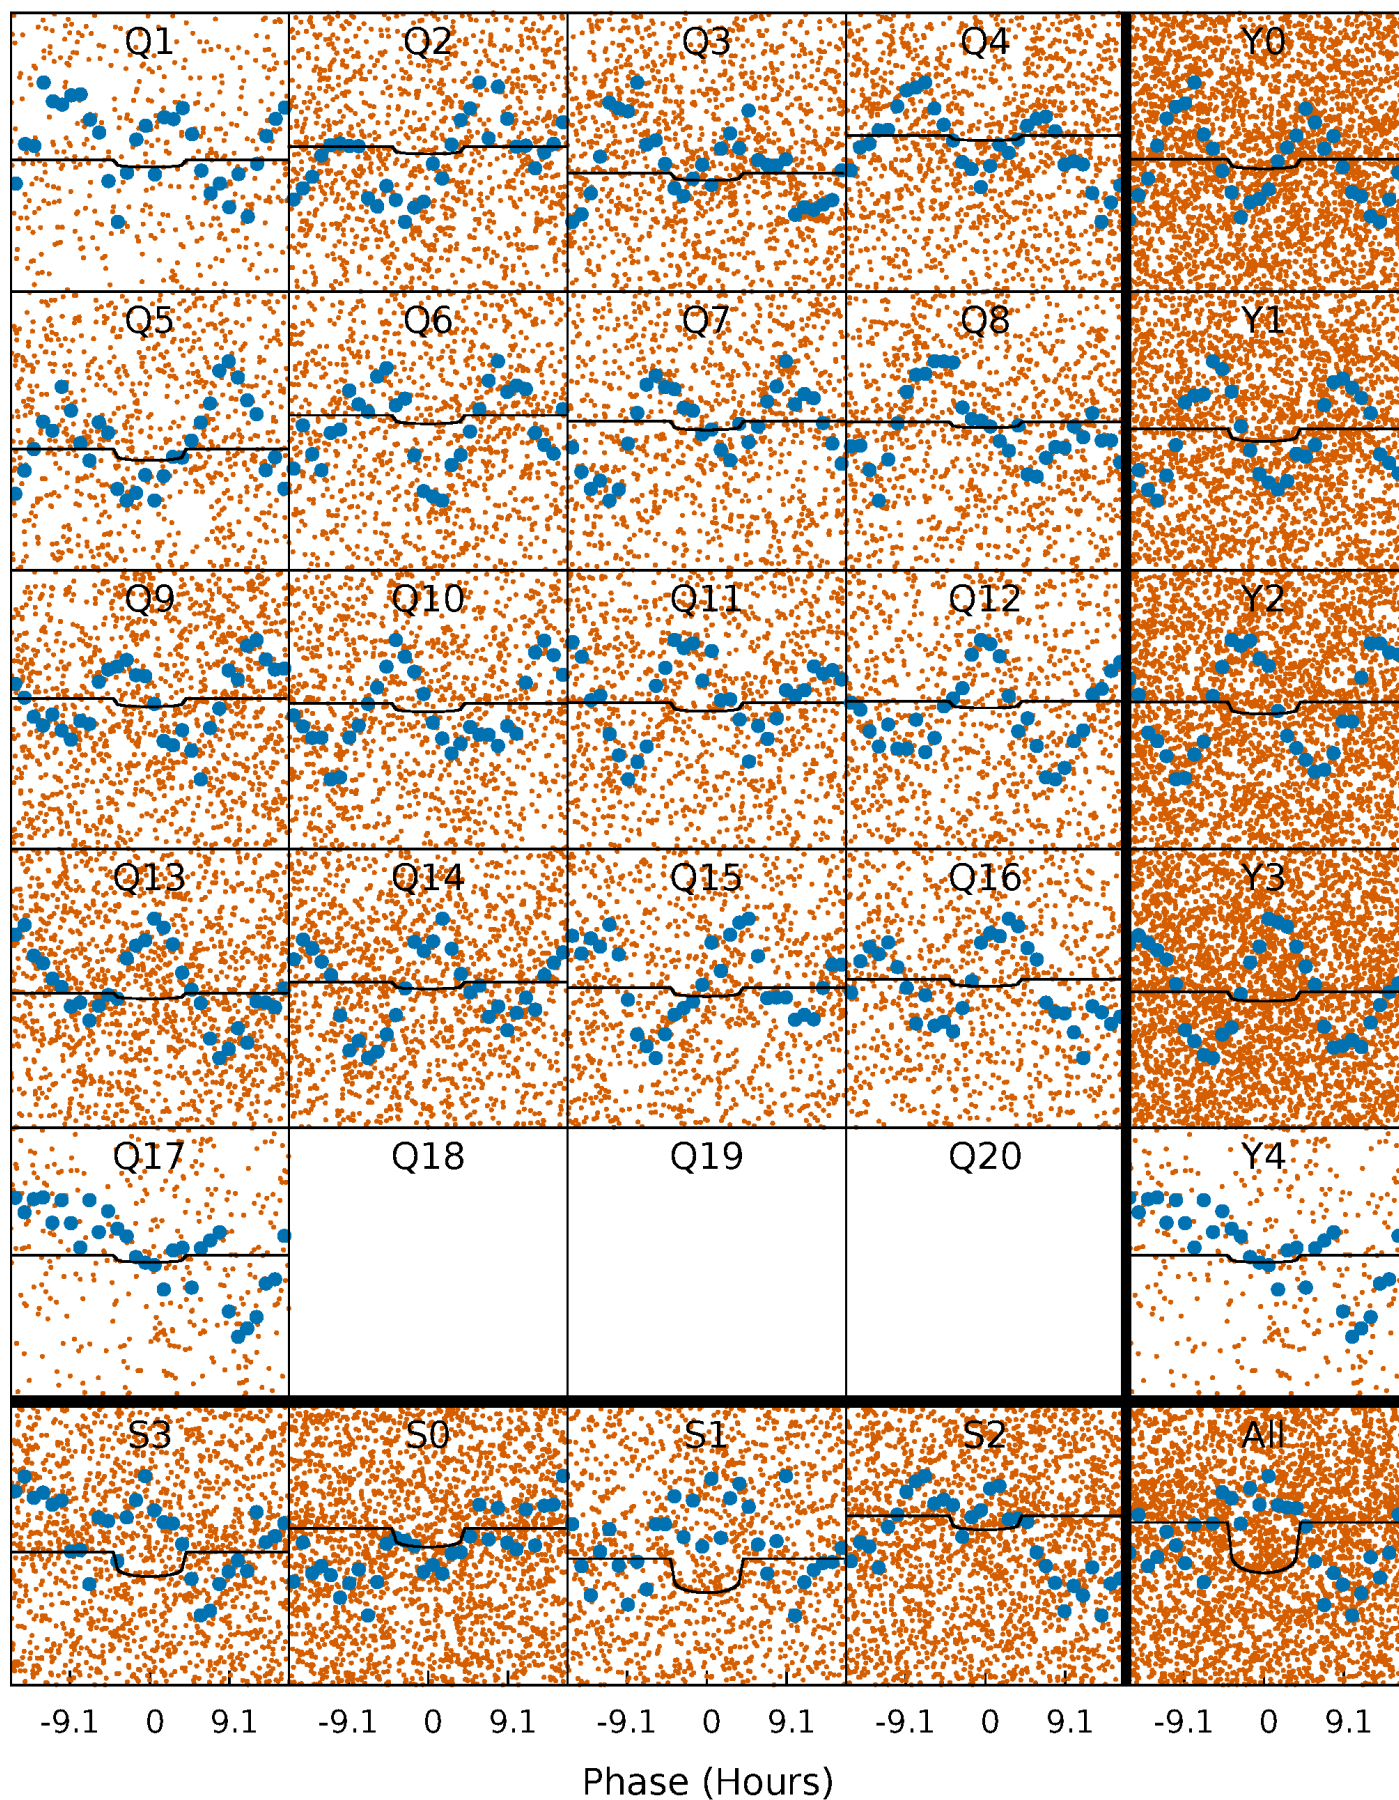 Q1 Q2 Q3 Q4 Y0
Q5 Q6 Q7 Q8 Y1
Q9 Q10 Q11 Q12 Y2
Q13 Q14 Q15 Q16 Y3
Q17 Q18 Q19 Q20 Y4
S3 S0 S1 S2 All
-9.1 0 9.1 -9.1 0 9.1 -9.1 0 9.1 -9.1 0 9.1 -9.1 0 9.1
Phase (Hours)